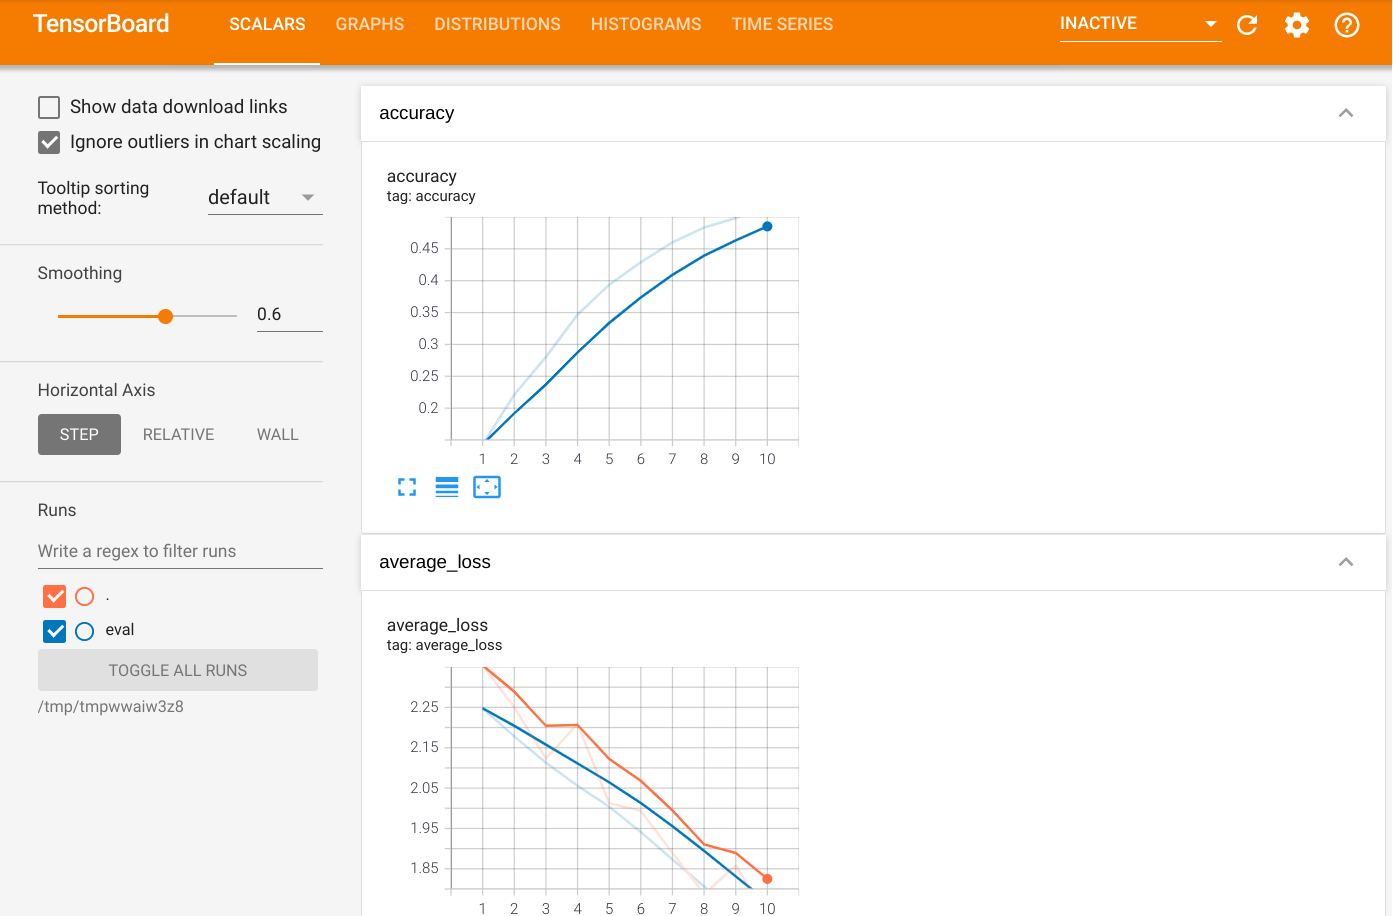 TensorBoard SCALARS GRAPHS DISTRIBUTIONS HISTOGRAMS TIME SERIES INACTIVE
Show data download links
Ignore outliers in chart scaling
Tooltip sorting
method:
default
Smoothing
0.6
Horizontal Axis
STEP RELATIVE WALL
Runs
Write a regex to filter runs
.
eval
TOGGLE ALL RUNS
/tmp/tmpwwaiw3z8
accuracy
accuracy
tag: accuracy
0.45
0.4
0.35
0.3
0.25
0.2
1 2 3 4 5 6 7 8 9 10
average_loss
average_loss
tag: average_loss
2.25
2.15
2.05
1.95
1.85
1 2 3 4 5 6 7 8 9 10